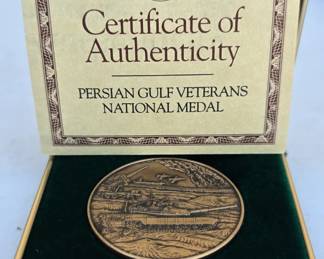 Certificate of
Authenticity
PERSIAN GULF VETERANS
NATIONAL MEDAL